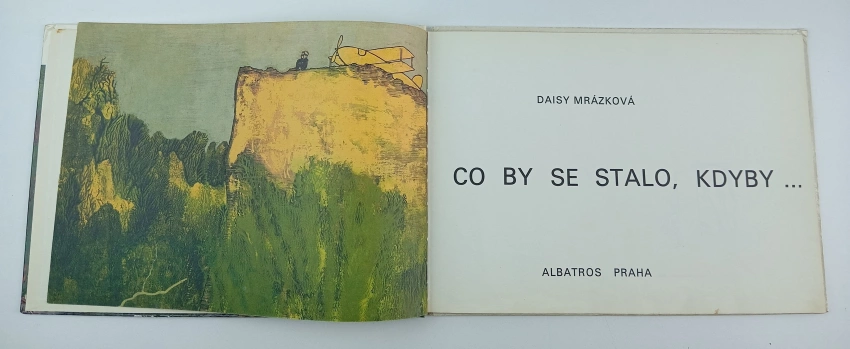 DAISY MRÁZKOVÁ
CO BY SE STALO, KDYBY ...
ALBATROS PRAHA